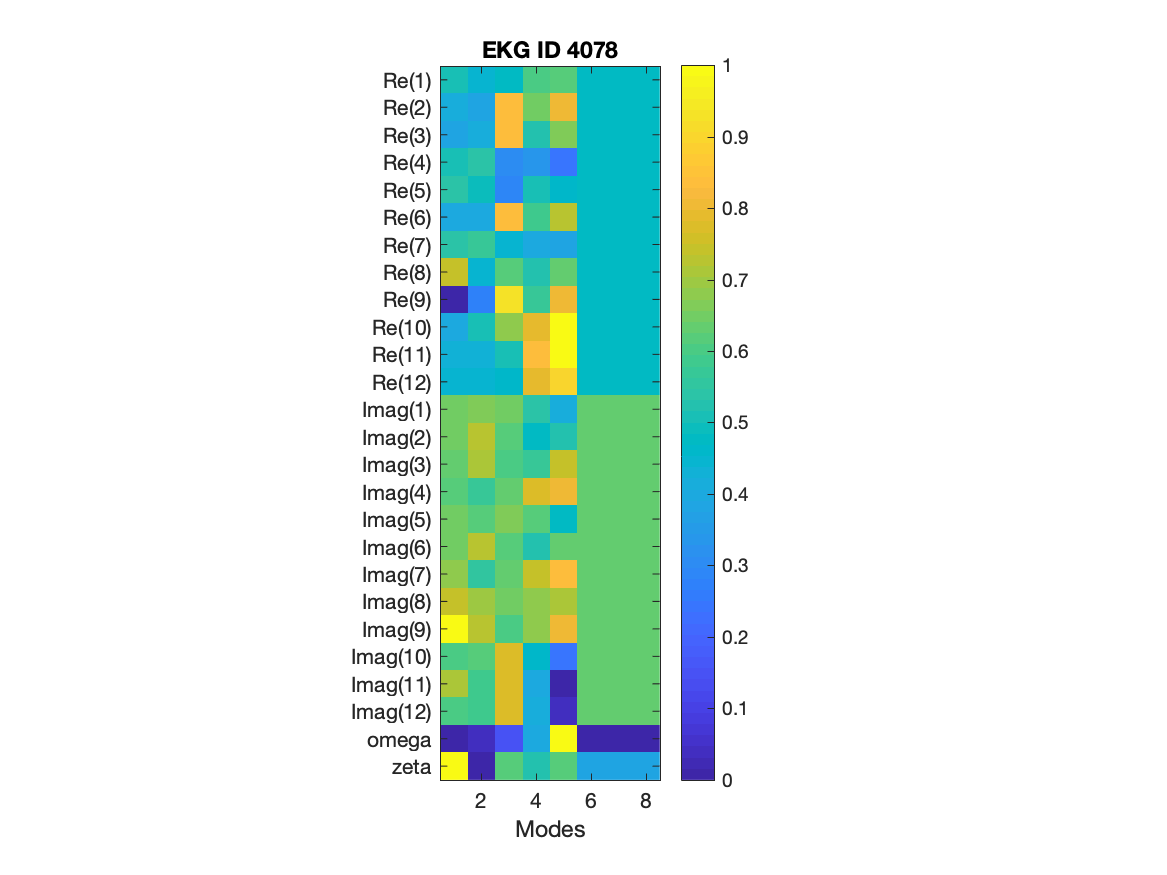 EKG ID 4078
Re(1)
Re(2)
Re(3)
Re(4)
Re(5)
Re(6)
Re(7)
Re(8)
Re(9)
Re(10)
Re(11)
Re(12)
Imag(1)
Imag(2)
Imag(3)
Imag(4)
Imag(5)
Imag(6)
Imag(7)
Imag(8)
Imag(9)
Imag(10)
Imag(11)
Imag(12)
omega
zeta
2 4 6 8
Modes
1
0.9
0.8
0.7
0.6
0.5
0.4
0.3
0.2
0.1
0